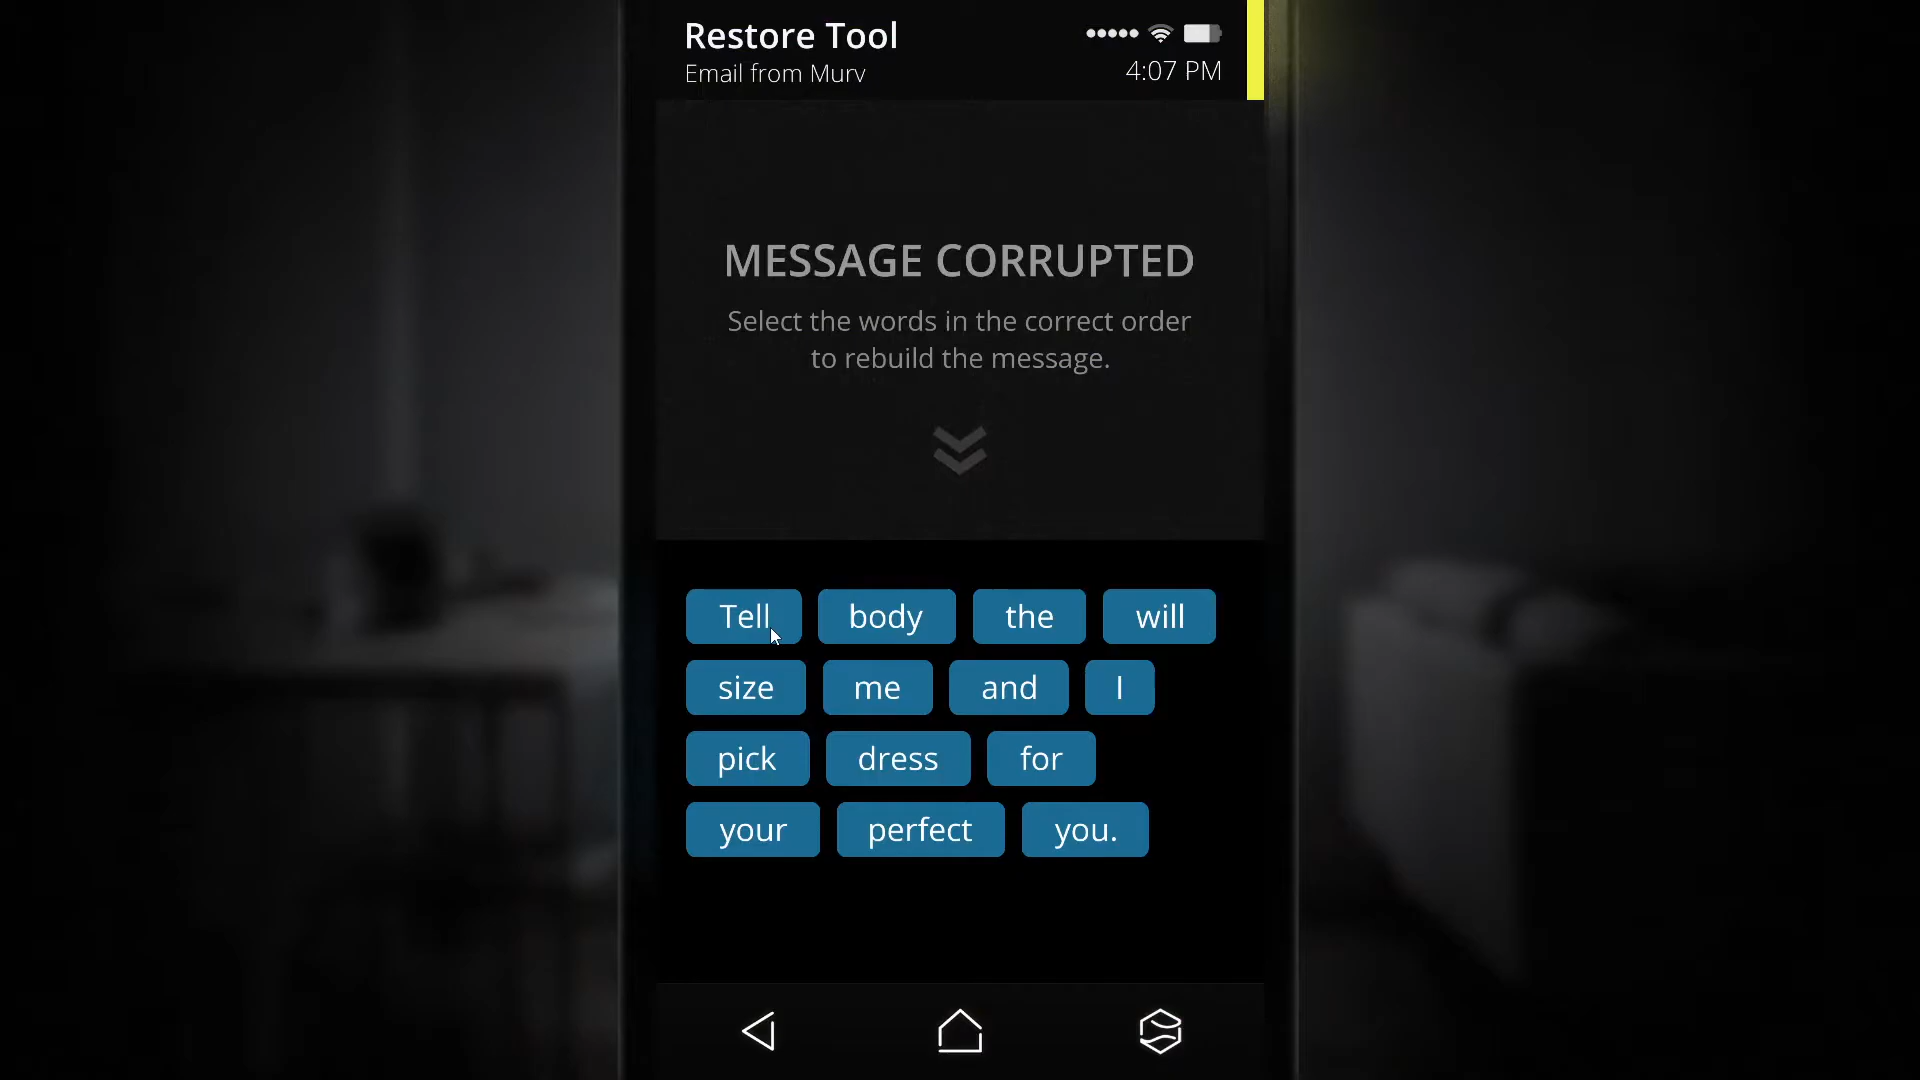 Restore Tool
Email from Murv
4:07 PM
MESSAGE CORRUPTED
Select the words in the correct order
to rebuild the message.
Tell body the will
size me and I
pick dress for
your perfect you.